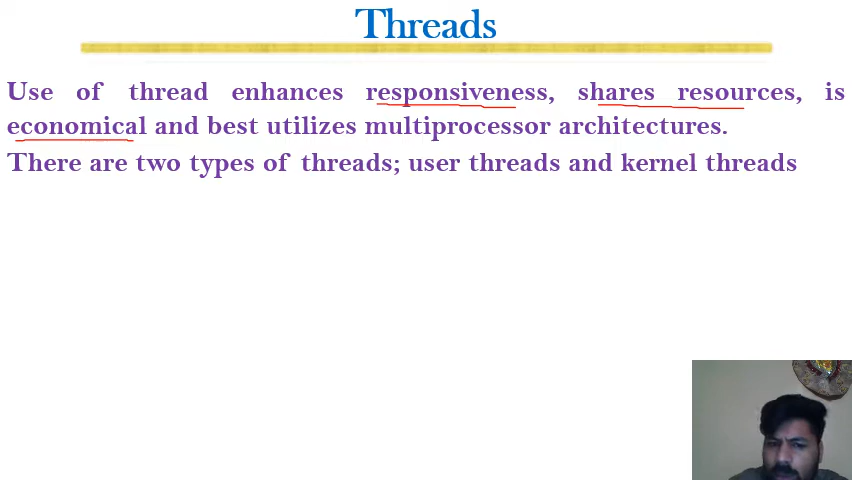 Threads
Use of thread enhances responsiveness, shares resources, is
economical and best utilizes multiprocessor architectures.
There are two types of threads; user threads and kernel threads